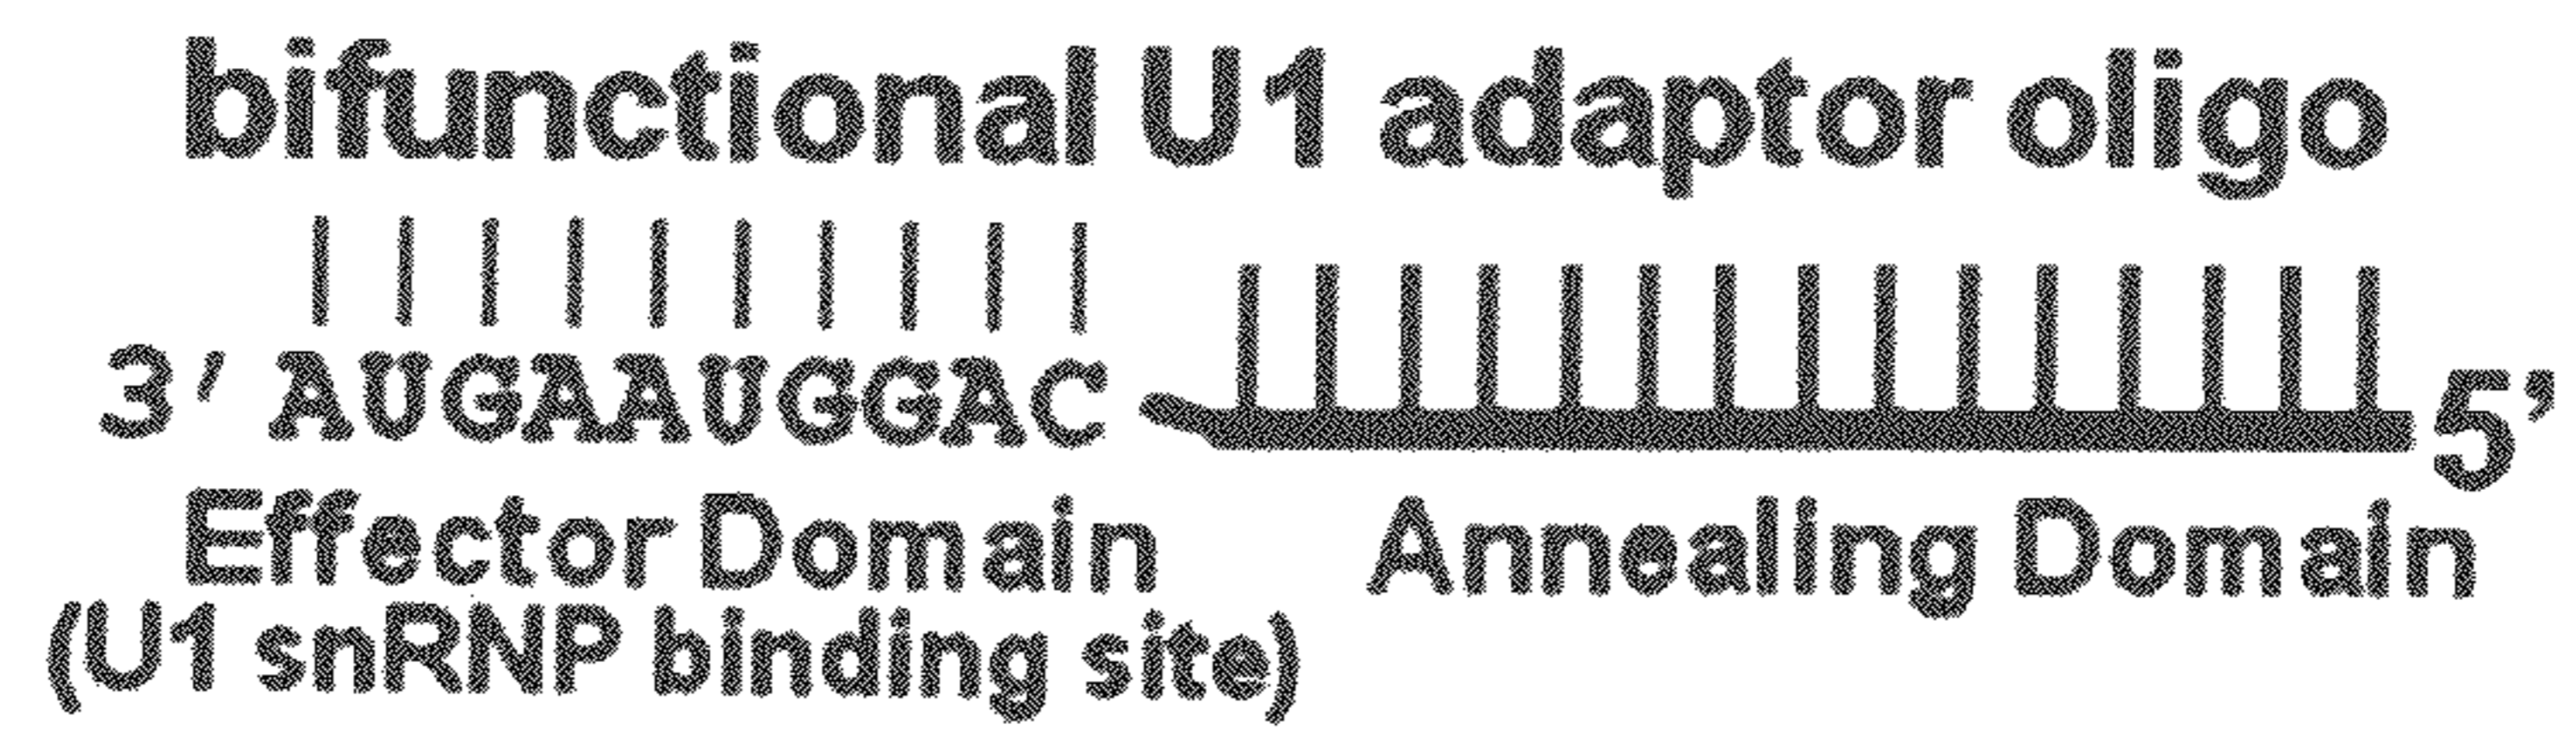 bifunctional U1 adaptor oligo
3' AUGAAUGGAC 5'
Effector Domain Annealing Domain
(U1 snRNP binding site)